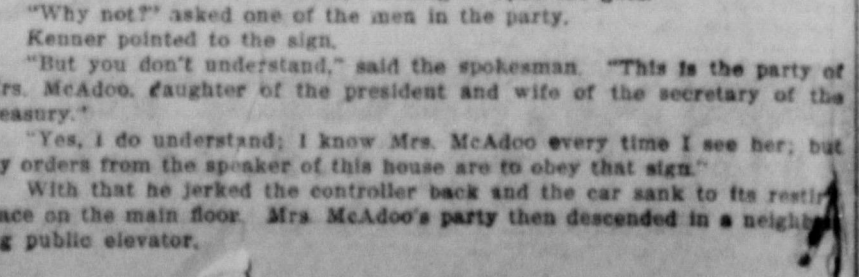 "Why not?" asked one of the men in the party.
Kenner pointed to the sign.
"But you don't understand," said the spokesman. "This is the party of
rs. McAdoo, daughter of the president and wife of the secretary of the
easury."
"Yes, I do understand; I know Mrs. McAdoo every time I see her; but
y orders from the speaker of this house are to obey that sign."
With that he jerked the controller back and the car sank to its restin
ace on the main floor. Mrs. McAdoo's party then descended in a neighb
g public elevator.